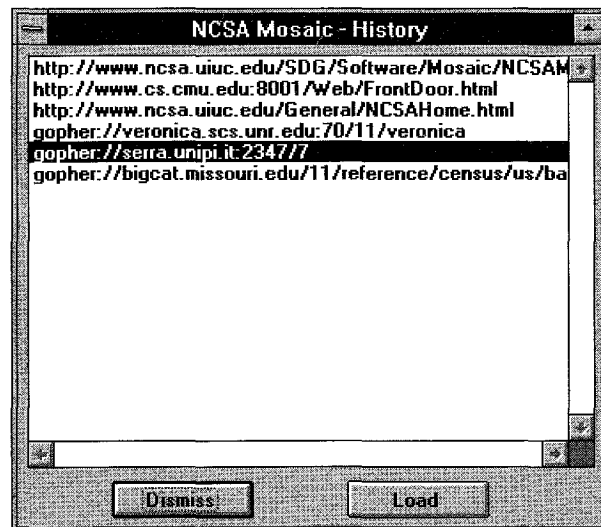 NCSA Mosaic - History
http://www.ncsa.uiuc.edu/SDG/Software/Mosaic/NCSAM
http://www.cs.cmu.edu:8001/Web/FrontDoor.html
http://www.ncsa.uiuc.edu/General/NCSAHome.html
gopher://veronica.scs.unr.edu:70/11/veronica
gopher://serra.unipi.it:2347/7
gopher://bigcat.missouri.edu/11/reference/census/us/ba
Dismiss Load